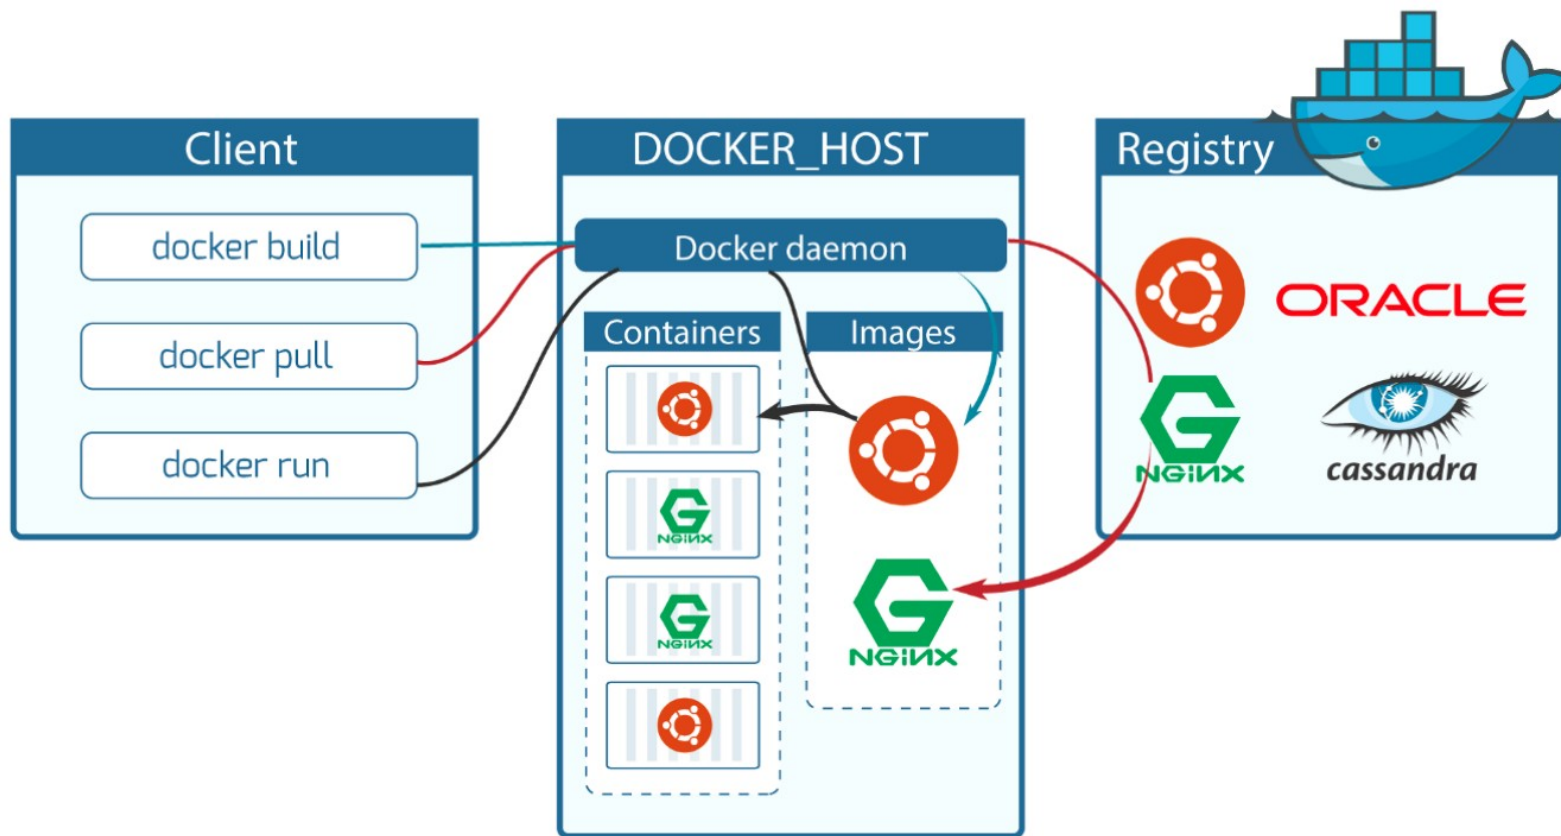 Client
docker build
docker pull
docker run
DOCKER_HOST
Docker daemon
Containers
NGiNX
NGiNX
Images
NGiNX
Registry
ORACLE
NGiNX
cassandra